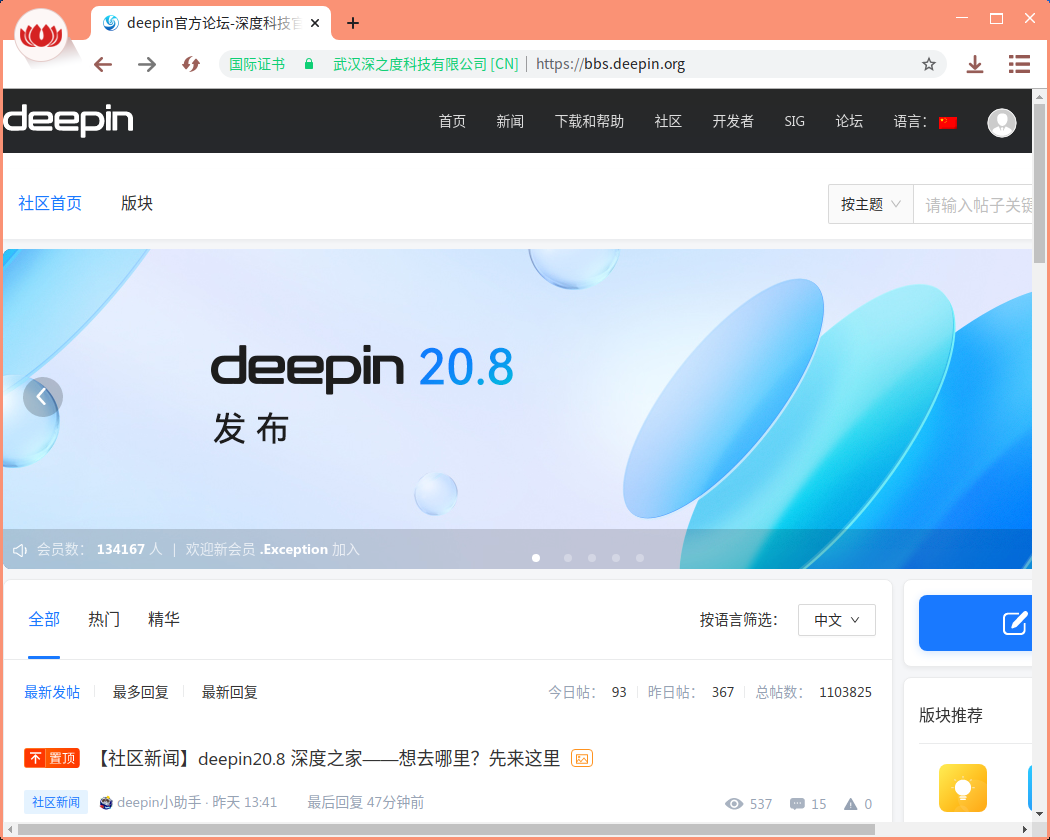 deepin官方论坛-深度科技官
国际证书 武汉深之度科技有限公司 [CN] https://bbs.deepin.org
deepin 首页 新闻 下载和帮助 社区 开发者 SIG 论坛 语言：
社区首页 版块 按主题 请输入帖子关键
deepin 20.8
发布
会员数： 134167 人 | 欢迎新会员 .Exception 加入
全部 热门 精华 按语言筛选： 中文
最新发帖 最多回复 最新回复 今日帖： 93 昨日帖： 367 总帖数： 1103825
版块推荐
置顶 【社区新闻】deepin20.8 深度之家——想去哪里？先来这里
社区新闻 deepin小助手 · 昨天 13:41 最后回复 47分钟前 537 15 0